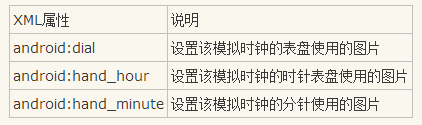 XML属性 说明
android:dial 设置该模拟时钟的表盘使用的图片
android:hand_hour 设置该模拟时钟的时针表盘使用的图片
android:hand_minute 设置该模拟时钟的分针使用的图片